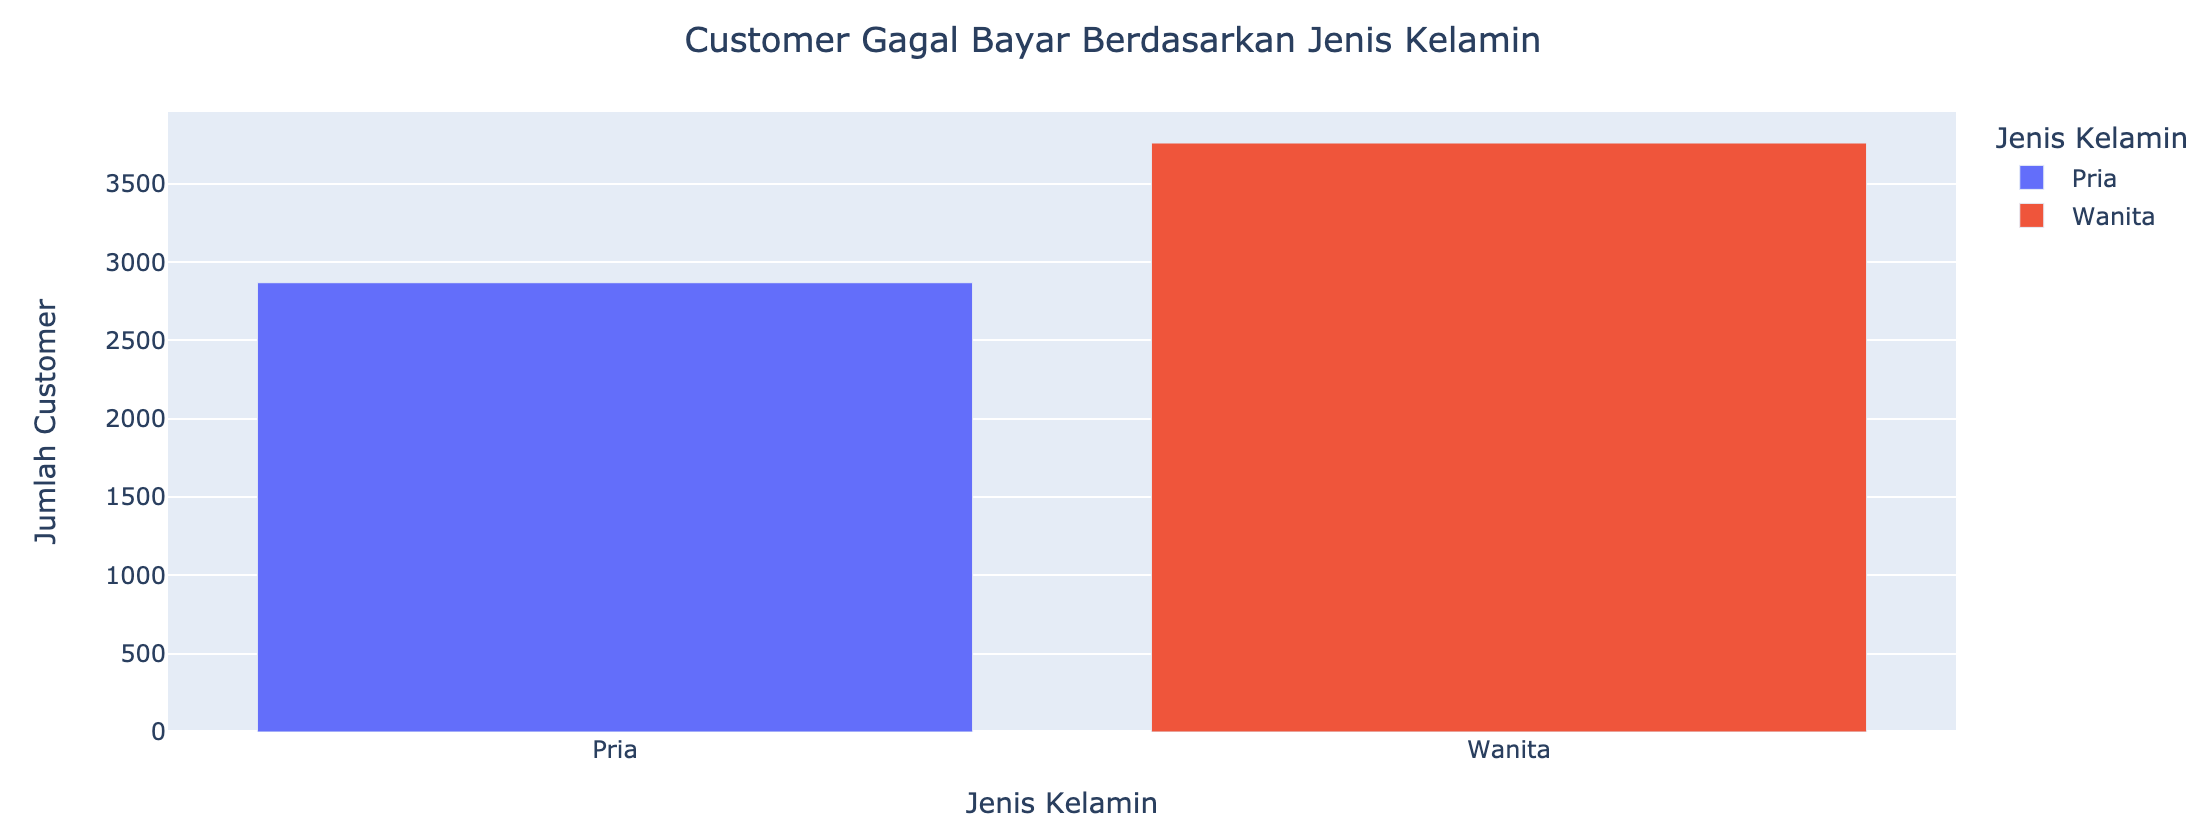 Customer Gagal Bayar Berdasarkan Jenis Kelamin
Jumlah Customer
3500
3000
2500
2000
1500
1000
500
0
Pria
Wanita
Jenis Kelamin
Jenis Kelamin
Pria
Wanita